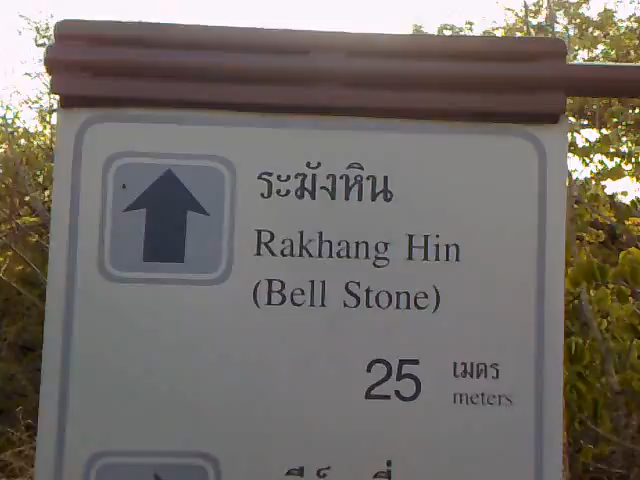 ระฆังหิน
Rakhang Hin
(Bell Stone)
25 เมตร
meters